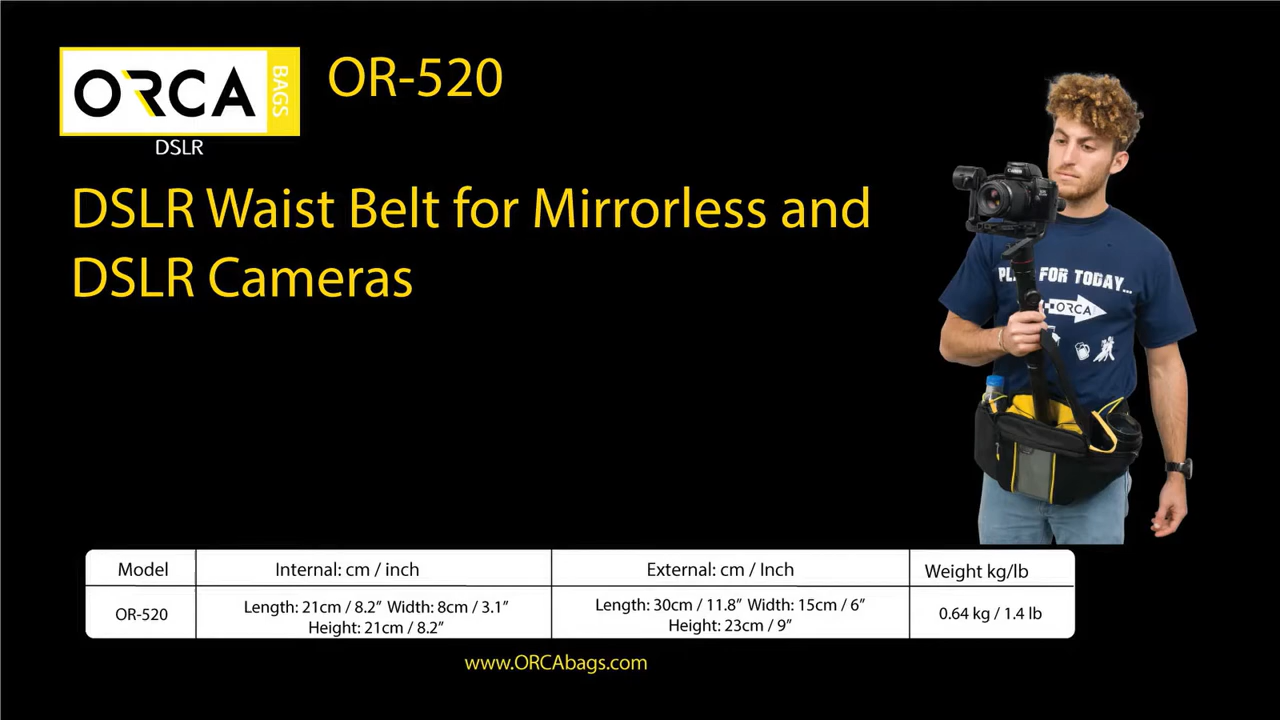 ORCA BAGS
OR-520
DSLR
DSLR Waist Belt for Mirrorless and
DSLR Cameras
Canon
FOR TODAY...
ORCA
Model Internal: cm / inch External: cm / Inch Weight kg/lb
OR-520 Length: 21cm / 8.2” Width: 8cm / 3.1” Height: 21cm / 8.2” Length: 30cm / 11.8” Width: 15cm / 6” Height: 23cm / 9” 0.64 kg / 1.4 lb
www.ORCAbags.com